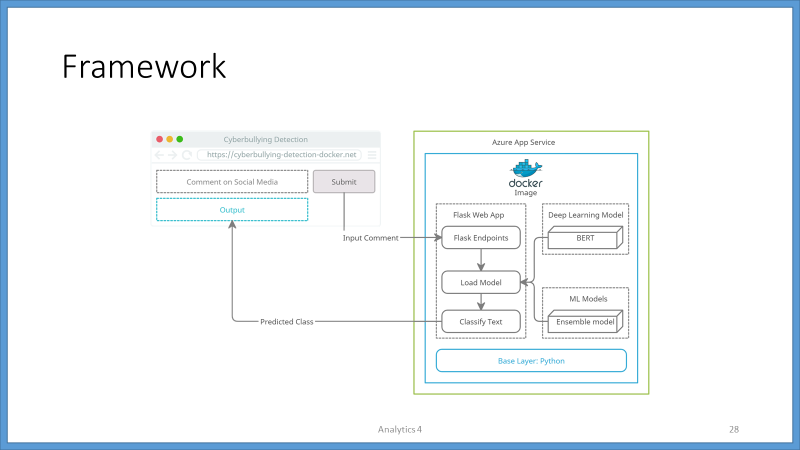 Framework
Cyberbullying Detection
https://cyberbullying-detection-docker.net
Comment on Social Media
Submit
Output
Input Comment
Predicted Class
Azure App Service
docker
Image
Flask Web App
Flask Endpoints
Load Model
Classify Text
Deep Learning Model
BERT
ML Models
Ensemble model
Base Layer: Python
Analytics 4
28